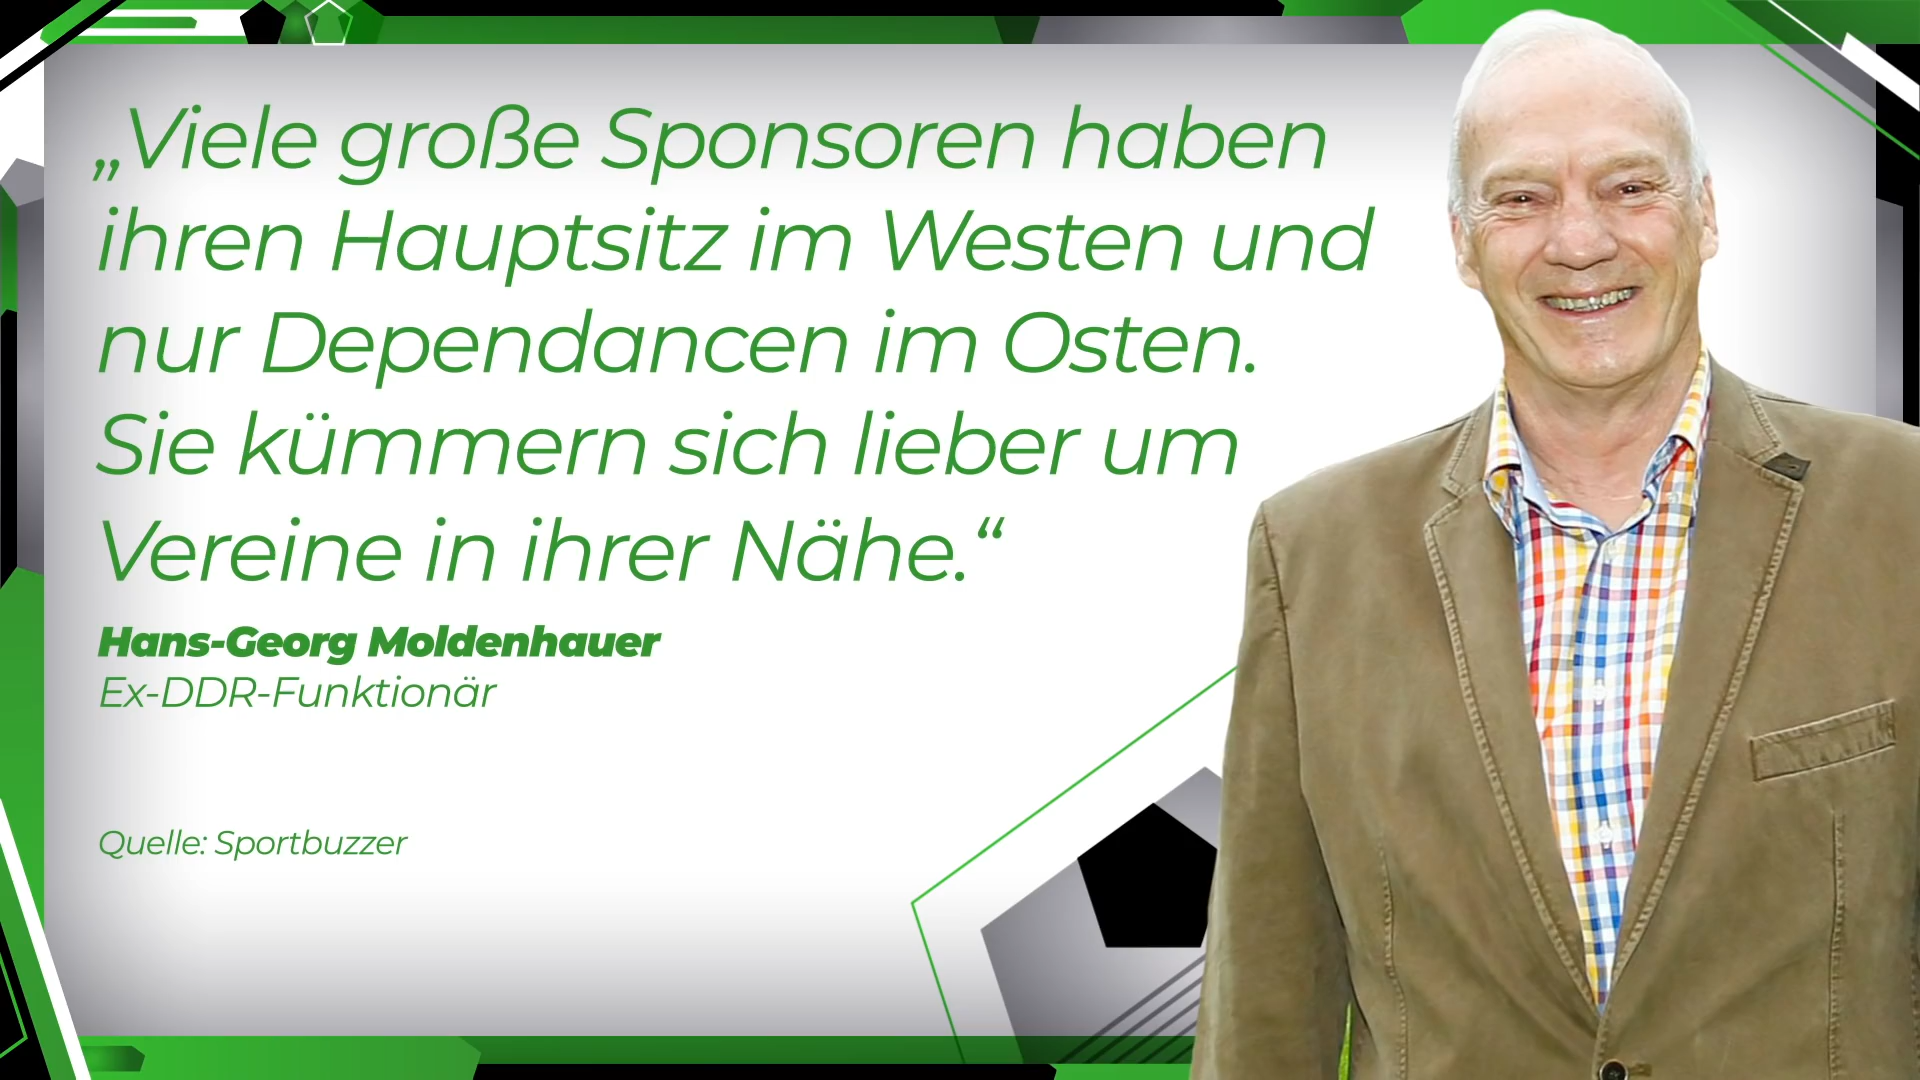 „Viele große Sponsoren haben
ihren Hauptsitz im Westen und
nur Dependancen im Osten.
Sie kümmern sich lieber um
Vereine in ihrer Nähe.“
Hans-Georg Moldenhauer
Ex-DDR-Funktionär
Quelle: Sportbuzzer